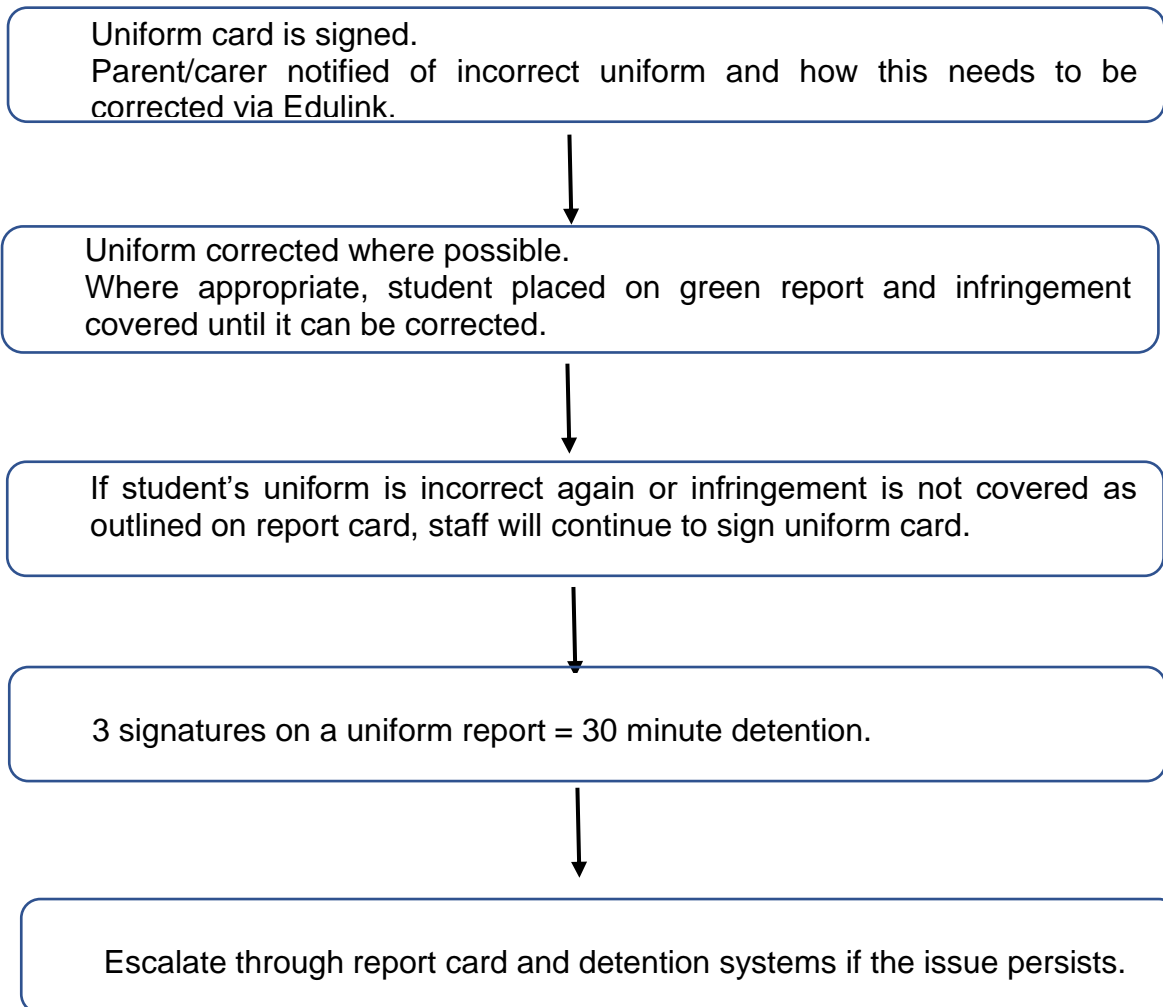 Uniform card is signed.
Parent/carer notified of incorrect uniform and how this needs to be
corrected via Edulink.
Uniform corrected where possible.
Where appropriate, student placed on green report and infringement
covered until it can be corrected.
If student's uniform is incorrect again or infringement is not covered as
outlined on report card, staff will continue to sign uniform card.
3 signatures on a uniform report = 30 minute detention.
Escalate through report card and detention systems if the issue persists.